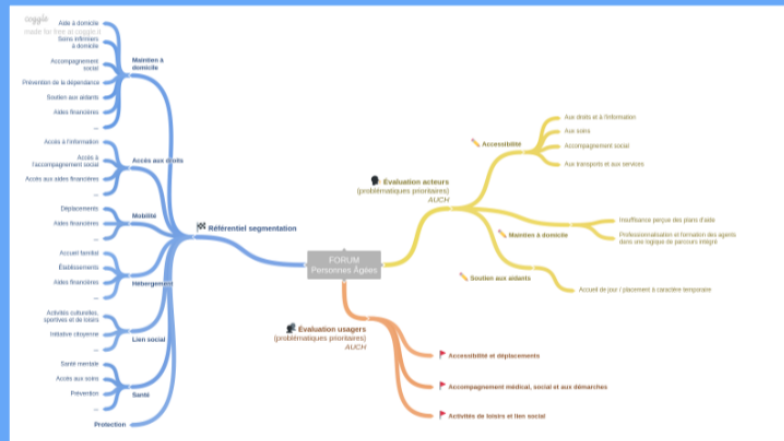 coggle
made for free at coggle.it
Aide à domicile
Soins infirmiers
à domicile
Accompagnement
social
Prévention de la dépendance
Soutien aux aidants
Aides financières
...
Maintien à
domicile
Accès à l'information
Accès à
l'accompagnement social
Accès aux aides financières
...
Accès aux droits
Déplacements
Aides financières
...
Mobilité
Accueil familial
Établissements
Aides financières
...
Hébergement
Activités culturelles,
sportives et de loisirs
Initiative citoyenne
...
Lien social
Santé mentale
Accès aux soins
Prévention
...
Santé
Protection
Référentiel segmentation
FORUM
Personnes Âgées
Évaluation acteurs
(problématiques prioritaires)
AUCH
Accessibilité
Aux droits et à l'information
Aux soins
Accompagnement social
Aux transports et aux services
Maintien à domicile
Insuffisance perçue des plans d'aide
Professionnalisation et formation des agents
dans une logique de parcours intégré
Soutien aux aidants
Accueil de jour / placement à caractère temporaire
Évaluation usagers
(problématiques prioritaires)
AUCH
Accessibilité et déplacements
Accompagnement médical, social et aux démarches
Activités de loisirs et lien social